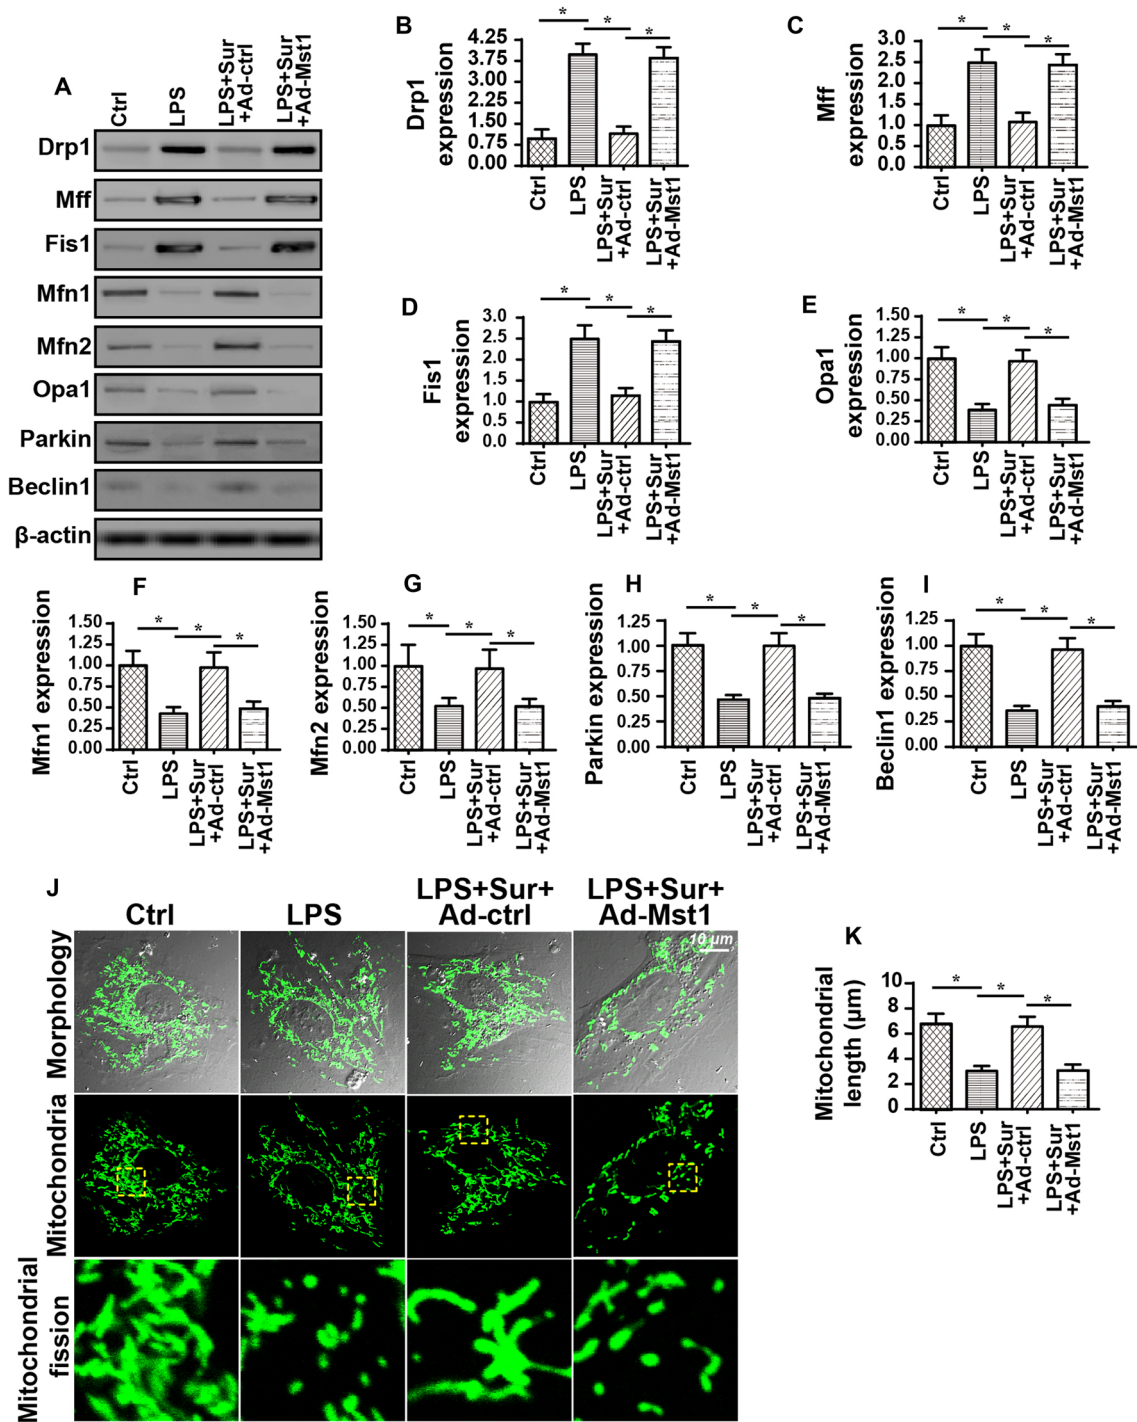 A
Ctrl
LPS
LPS+Sur
+Ad-ctrl
LPS+Sur
+Ad-Mst1
Drp1
Mff
Fis1
Mfn1
Mfn2
Opa1
Parkin
Beclin1
β-actin
B
Drp1
expression
4.25
3.75
3.00
2.25
1.50
0.75
0.00
* * *
Ctrl
LPS
LPS+Sur
+Ad-ctrl
LPS+Sur
+Ad-Mst1
C
Mff
expression
3.0
2.5
2.0
1.5
1.0
0.5
0.0
* * *
Ctrl
LPS
LPS+Sur
+Ad-ctrl
LPS+Sur
+Ad-Mst1
D
Fis1
expression
3.0
2.5
2.0
1.5
1.0
0.5
0.0
* * *
Ctrl
LPS
LPS+Sur
+Ad-ctrl
LPS+Sur
+Ad-Mst1
E
Opa1
expression
1.50
1.25
1.00
0.75
0.50
0.25
0.00
* * *
Ctrl
LPS
LPS+Sur
+Ad-ctrl
LPS+Sur
+Ad-Mst1
F
Mfn1 expression
1.50
1.25
1.00
0.75
0.50
0.25
0.00
* * *
Ctrl
LPS
LPS+Sur
+Ad-ctrl
LPS+Sur
+Ad-Mst1
G
Mfn2 expression
1.50
1.25
1.00
0.75
0.50
0.25
0.00
* * *
Ctrl
LPS
LPS+Sur
+Ad-ctrl
LPS+Sur
+Ad-Mst1
H
Parkin expression
1.25
1.00
0.75
0.50
0.25
0.00
* * *
Ctrl
LPS
LPS+Sur
+Ad-ctrl
LPS+Sur
+Ad-Mst1
I
Beclin1 expression
1.25
1.00
0.75
0.50
0.25
0.00
* * *
Ctrl
LPS
LPS+Sur
+Ad-ctrl
LPS+Sur
+Ad-Mst1
J
Ctrl
LPS
LPS+Sur+
Ad-ctrl
LPS+Sur+
Ad-Mst1
10 μm
Morphology
Mitochondria
Mitochondrial
fission
K
Mitochondrial
length (μm)
10
8
6
4
2
0
* * *
Ctrl
LPS
LPS+Sur
+Ad-ctrl
LPS+Sur
+Ad-Mst1